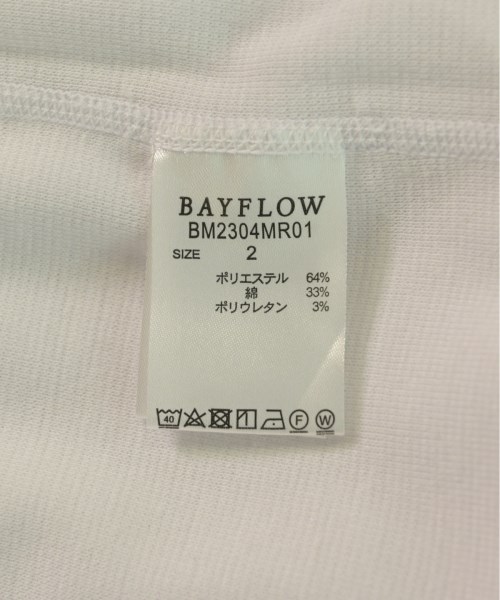 BAYFLOW
BM2304MR01
SIZE 2
ポリエステル 64%
綿 33%
ポリウレタン 3%
40 F W